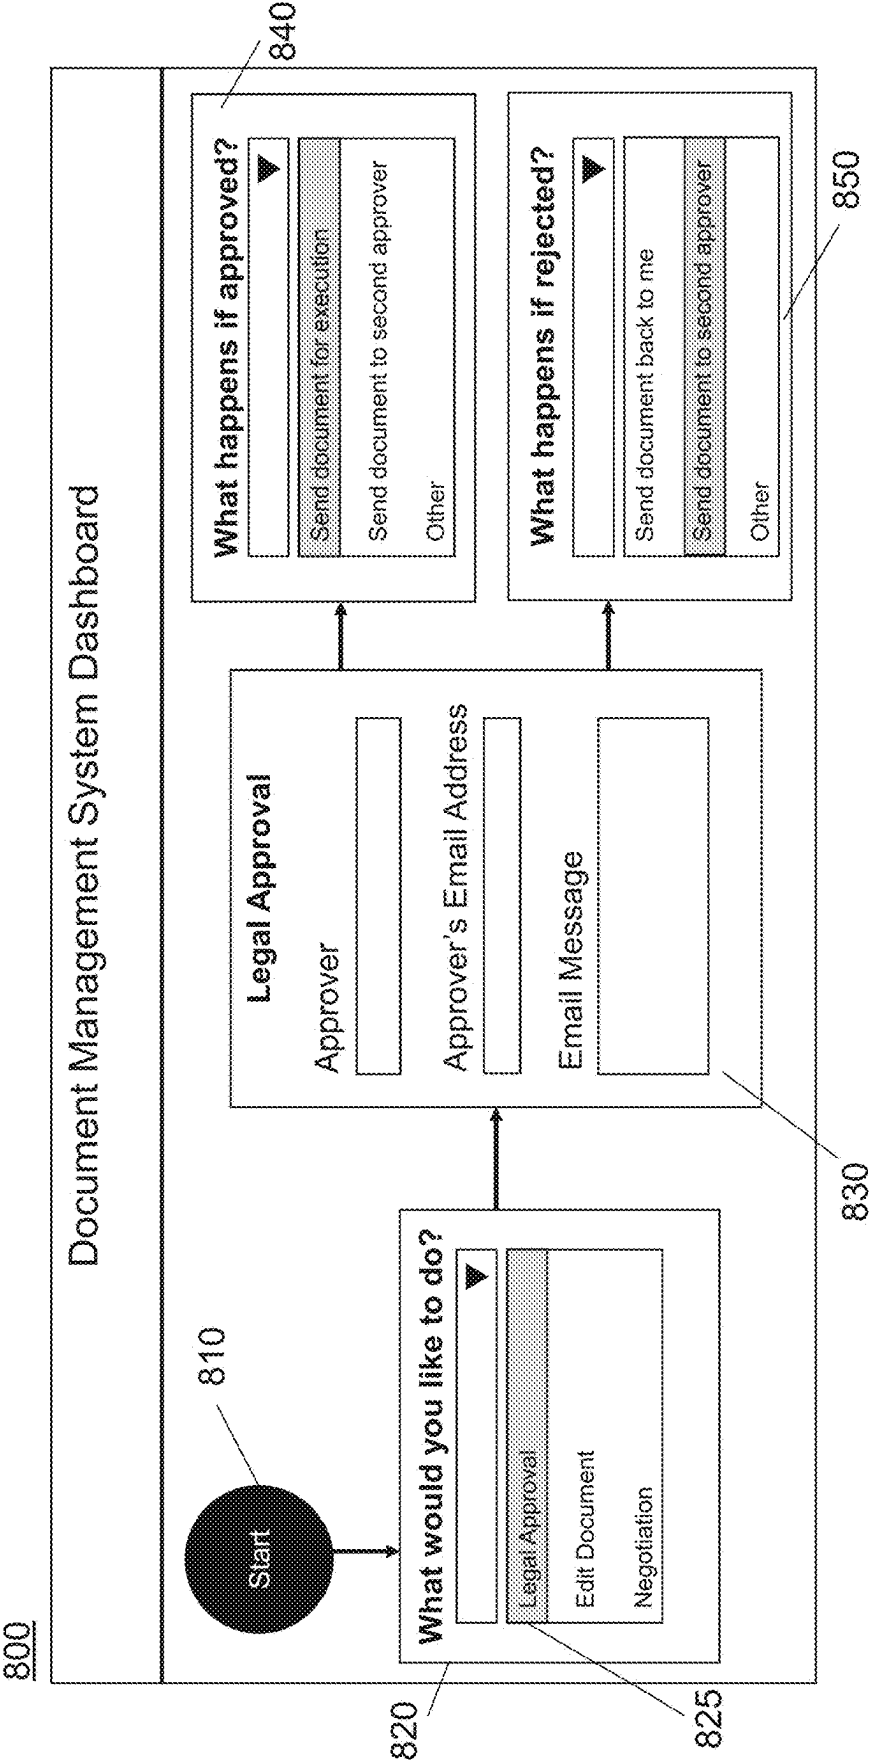 800
Document Management System Dashboard
810
Start
820
What would you like to do?
825
Legal Approval
Edit Document
Negotiation
830
Legal Approval
Approver
Approver's Email Address
Email Message
840
What happens if approved?
Send document for execution
Send document to second approver
Other
850
What happens if rejected?
Send document back to me
Send document to second approver
Other